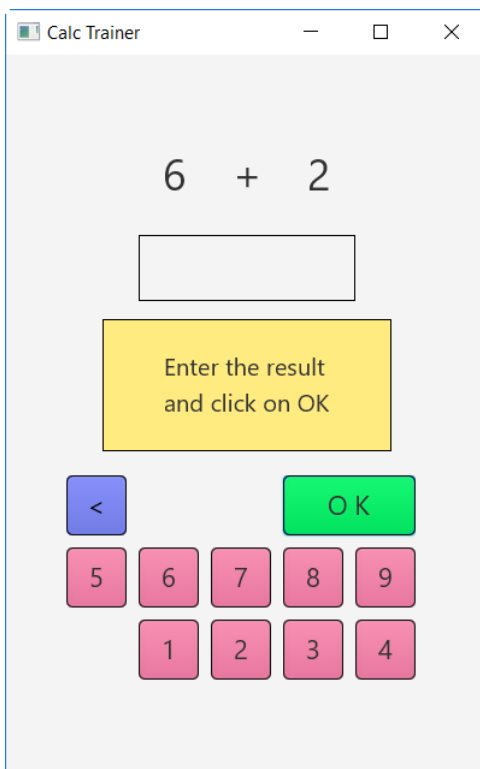 Calc Trainer
6 + 2
Enter the result
and click on OK
< O K
5 6 7 8 9
1 2 3 4